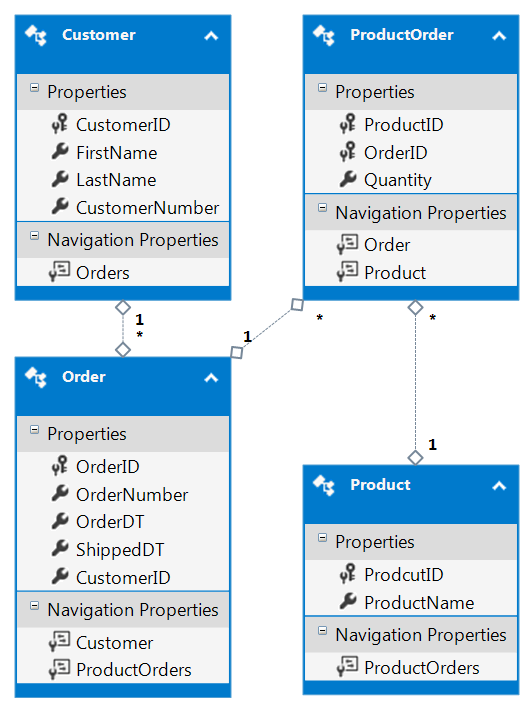 Customer
Properties
CustomerID
FirstName
LastName
CustomerNumber
Navigation Properties
Orders
ProductOrder
Properties
ProductID
OrderID
Quantity
Navigation Properties
Order
Product
1
*
1
*
*
1
Order
Properties
OrderID
OrderNumber
OrderDT
ShippedDT
CustomerID
Navigation Properties
Customer
ProductOrders
Product
Properties
ProdcutID
ProductName
Navigation Properties
ProductOrders